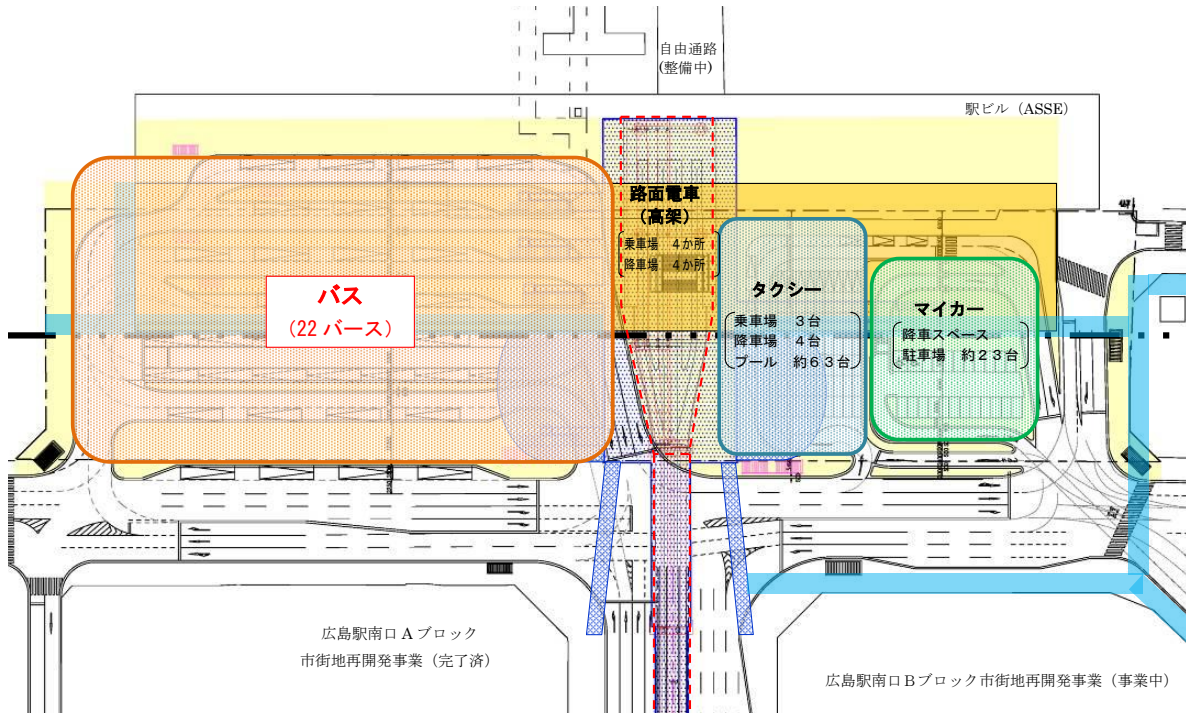 自由通路
(整備中)
駅ビル（ASSE）
路面電車
（高架）
乗車場　４か所
降車場　４か所
バス
(22 バース)
タクシー
乗車場　３台
降車場　４台
プール　約６３台
マイカー
降車スペース
駐車場　約２３台
広島駅南口 A ブロック
市街地再開発事業（完了済）
広島駅南口Ｂブロック市街地再開発事業（事業中）